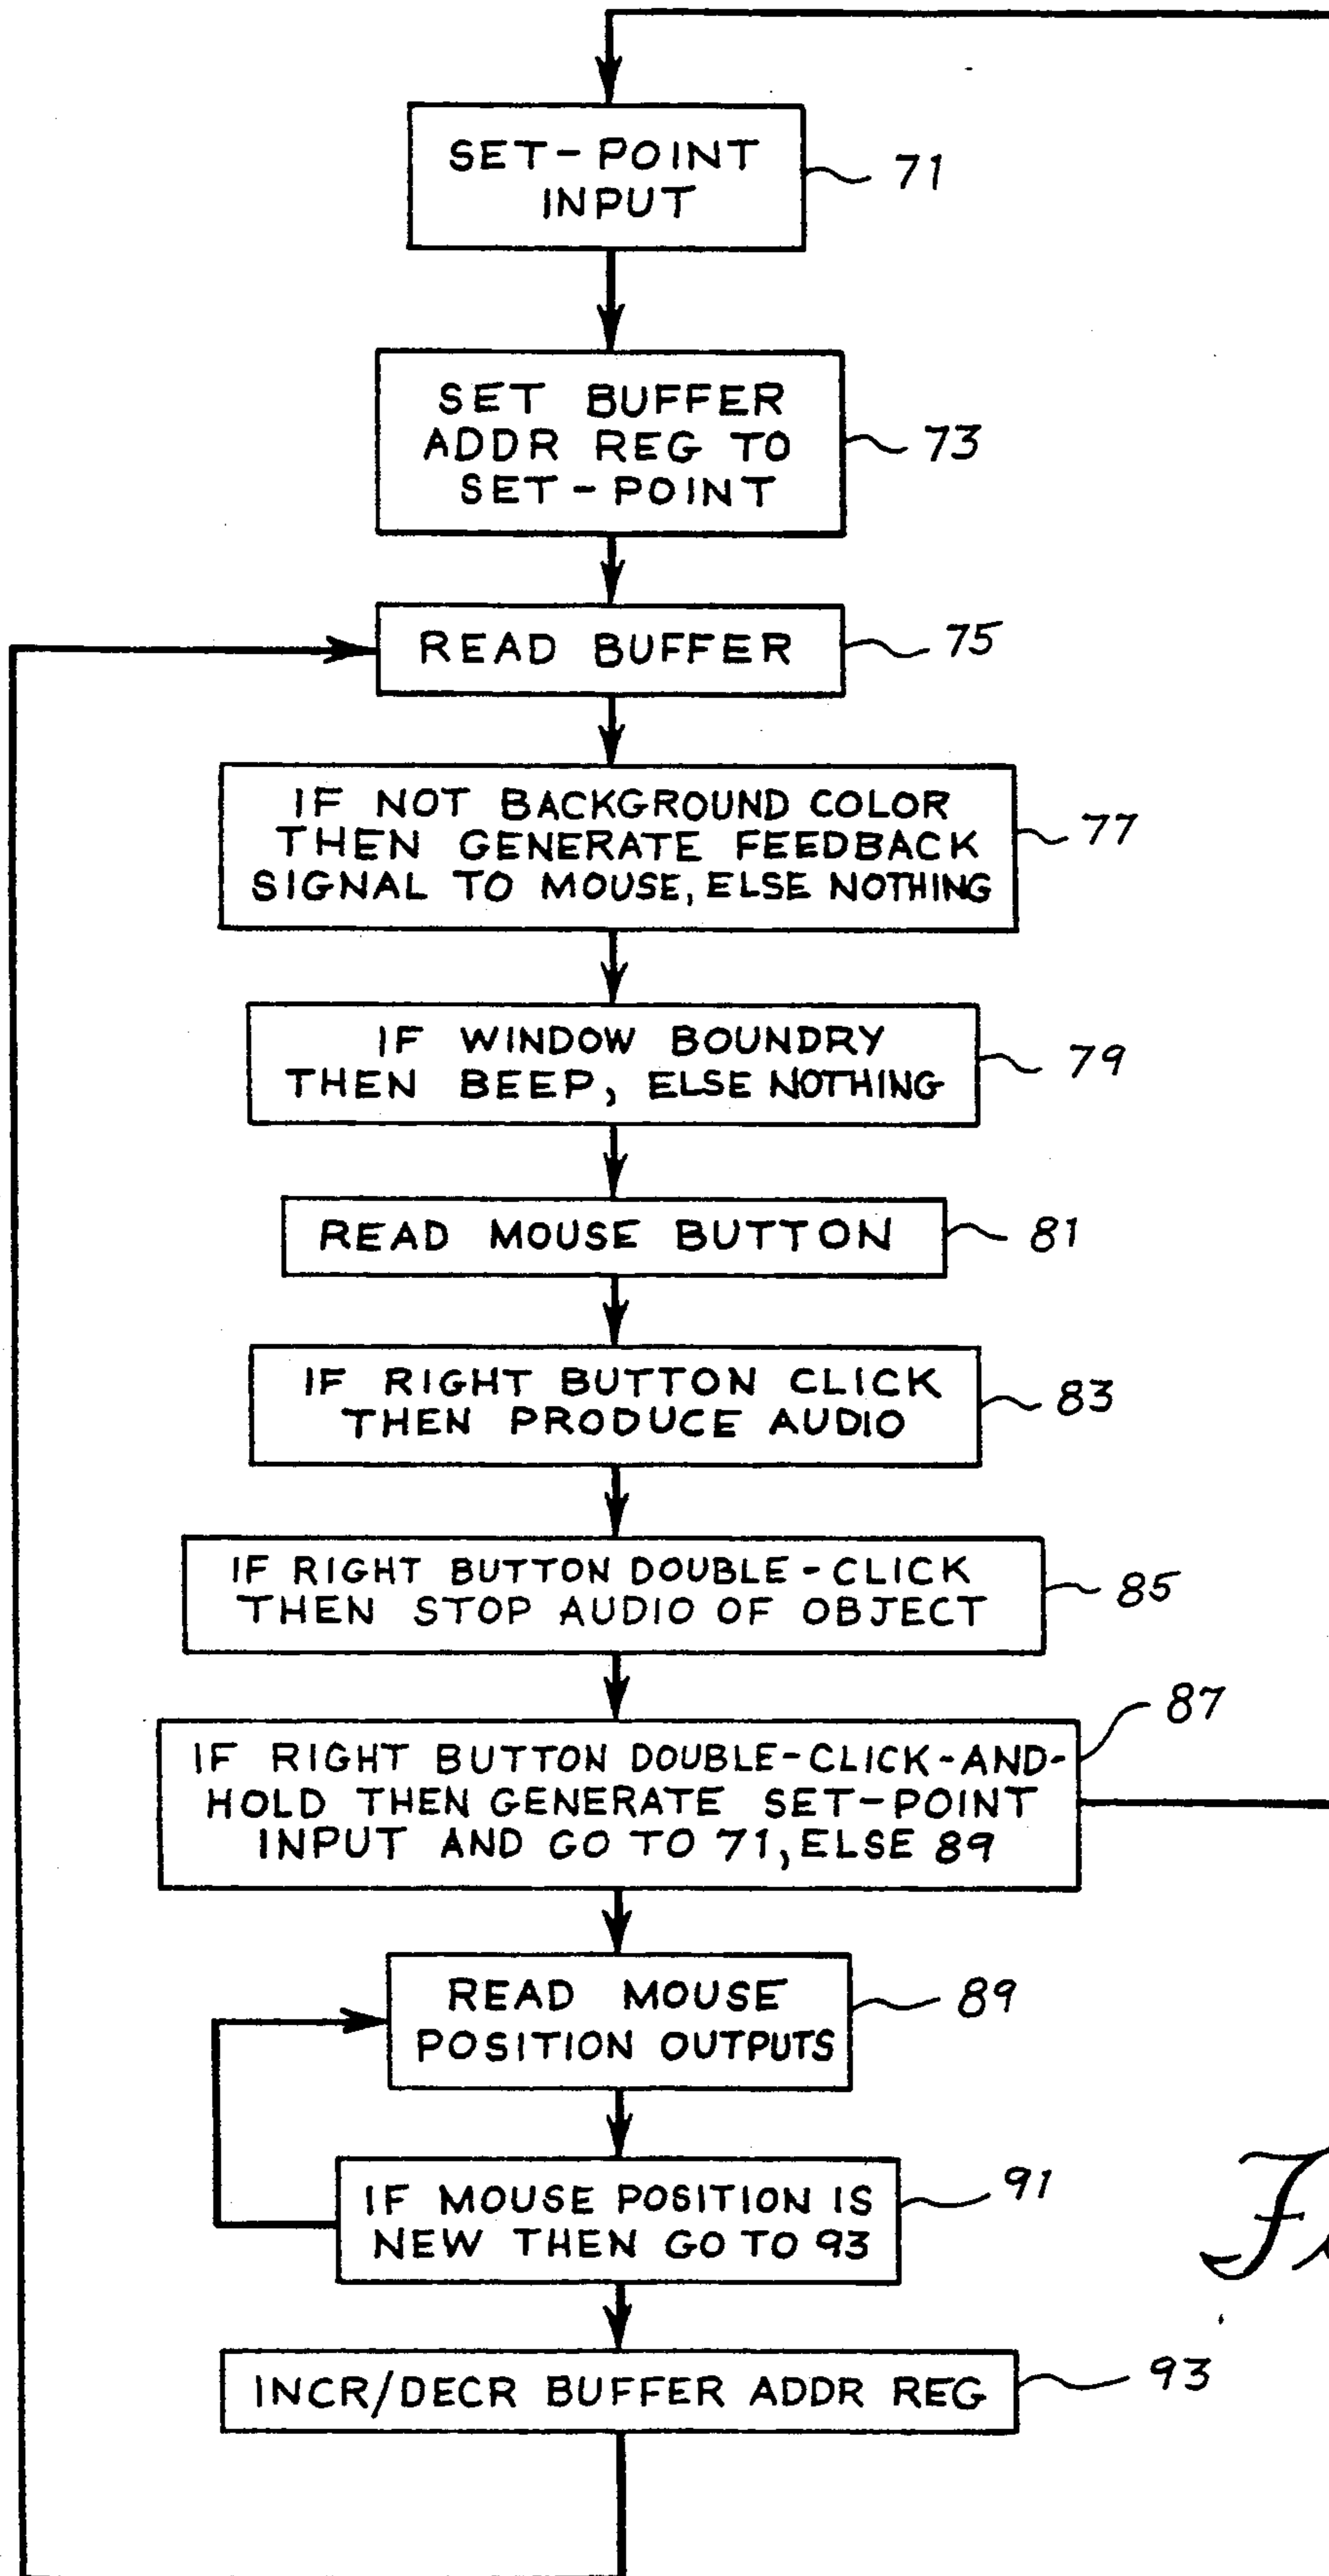 SET-POINT
INPUT
71
SET BUFFER
ADDR REG TO
SET-POINT
73
READ BUFFER
75
IF NOT BACKGROUND COLOR
THEN GENERATE FEEDBACK
SIGNAL TO MOUSE, ELSE NOTHING
77
IF WINDOW BOUNDRY
THEN BEEP, ELSE NOTHING
79
READ MOUSE BUTTON
81
IF RIGHT BUTTON CLICK
THEN PRODUCE AUDIO
83
IF RIGHT BUTTON DOUBLE-CLICK
THEN STOP AUDIO OF OBJECT
85
IF RIGHT BUTTON DOUBLE-CLICK-AND-
HOLD THEN GENERATE SET-POINT
INPUT AND GO TO 71, ELSE 89
87
READ MOUSE
POSITION OUTPUTS
89
IF MOUSE POSITION IS
NEW THEN GO TO 93
91
INCR/DECR BUFFER ADDR REG
93